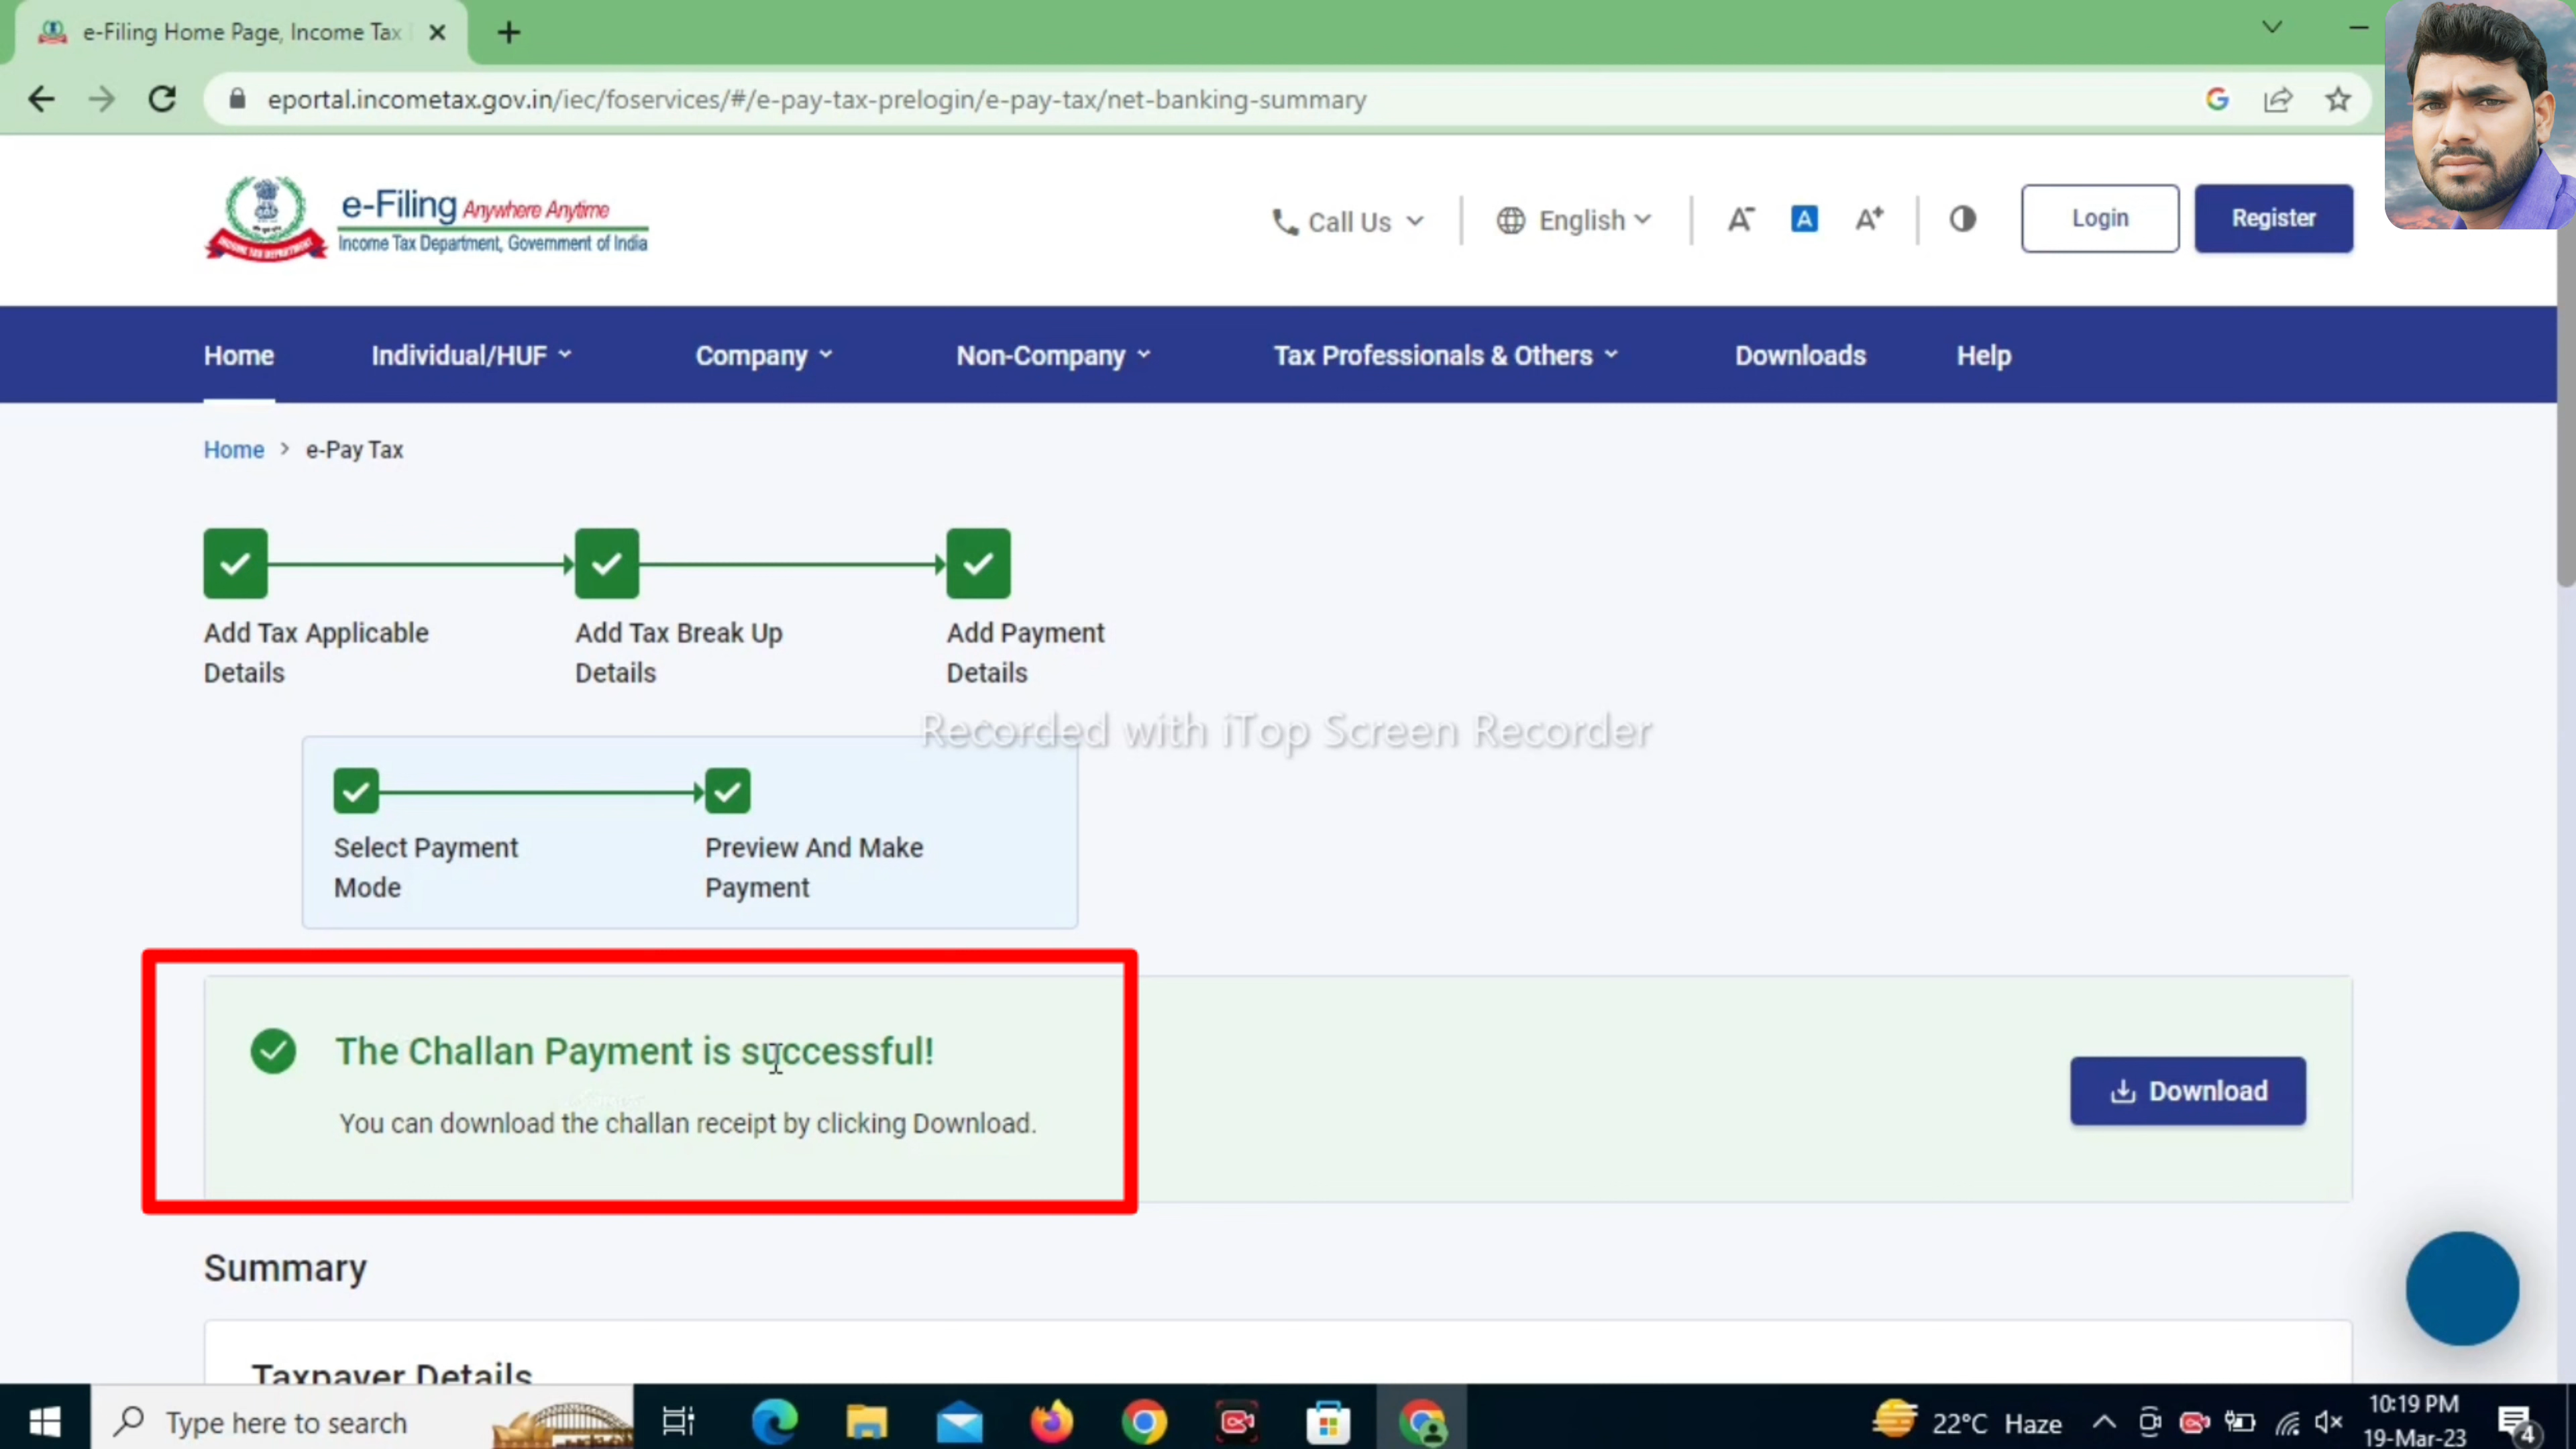 e-Filing Home Page, Income Tax
eportal.incometax.gov.in/iec/foservices/#/e-pay-tax-prelogin/e-pay-tax/net-banking-summary
e-Filing Anywhere Anytime
Income Tax Department, Government of India
INCOME TAX DEPARTMENT
Call Us
English
A-
A
A+
Login
Register
Home
Individual/HUF
Company
Non-Company
Tax Professionals & Others
Downloads
Help
Home > e-Pay Tax
Add Tax Applicable
Details
Add Tax Break Up
Details
Add Payment
Details
Recorded with iTop Screen Recorder
Select Payment
Mode
Preview And Make
Payment
The Challan Payment is successful!
You can download the challan receipt by clicking Download.
Download
Summary
Taxpayer Details
Type here to search
22°C Haze
10:19 PM
19-Mar-23
4